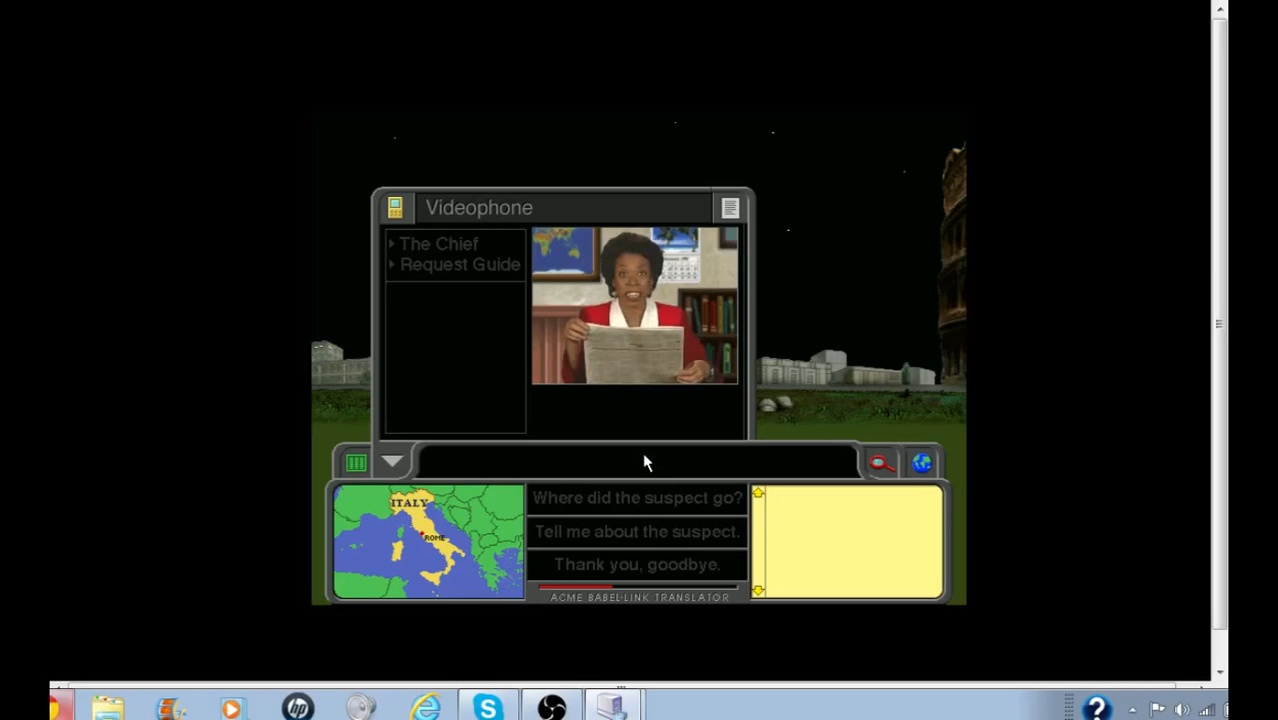 Videophone
The Chief
Request Guide
ITALY
ROME
Where did the suspect go?
Tell me about the suspect.
Thank you, goodbye.
ACME BABEL-LINK TRANSLATOR
hp
?